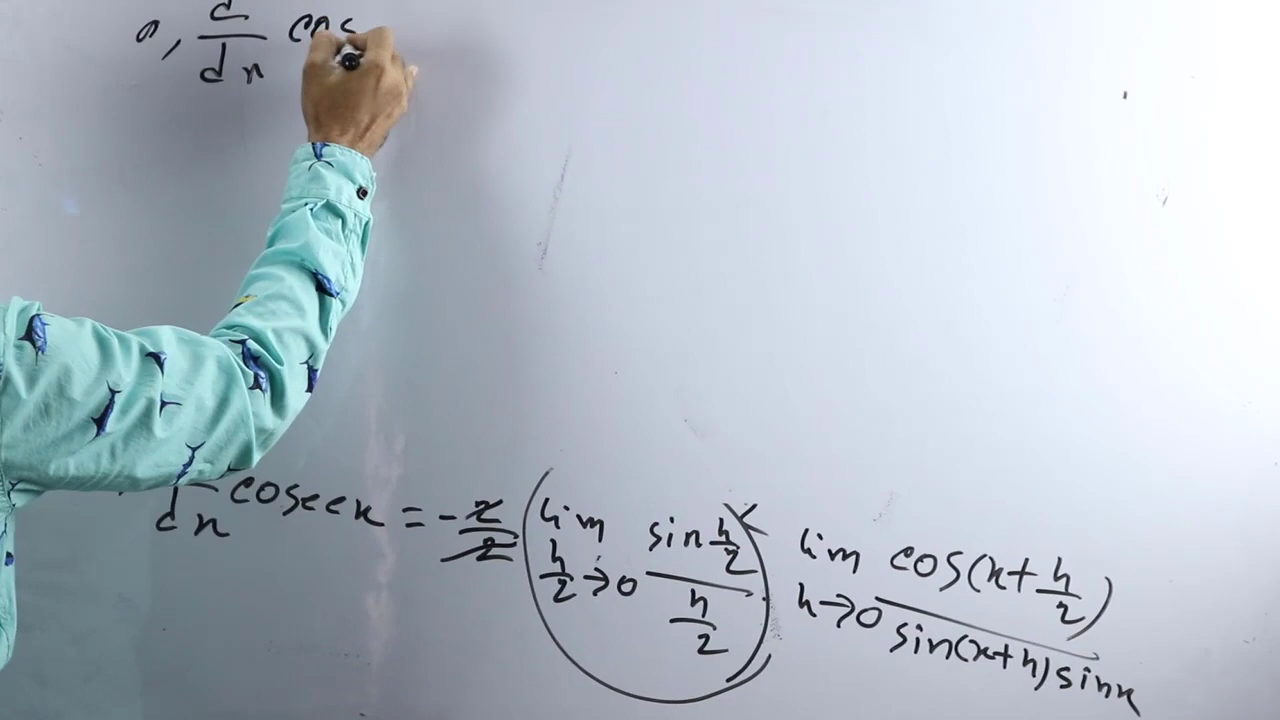 , d/dx cos
d/dx cosecx = -2/2 (lim h/2→0 sin h/2 / h/2) lim h→0 cos(x+h/2) / sin(x+h) sinx